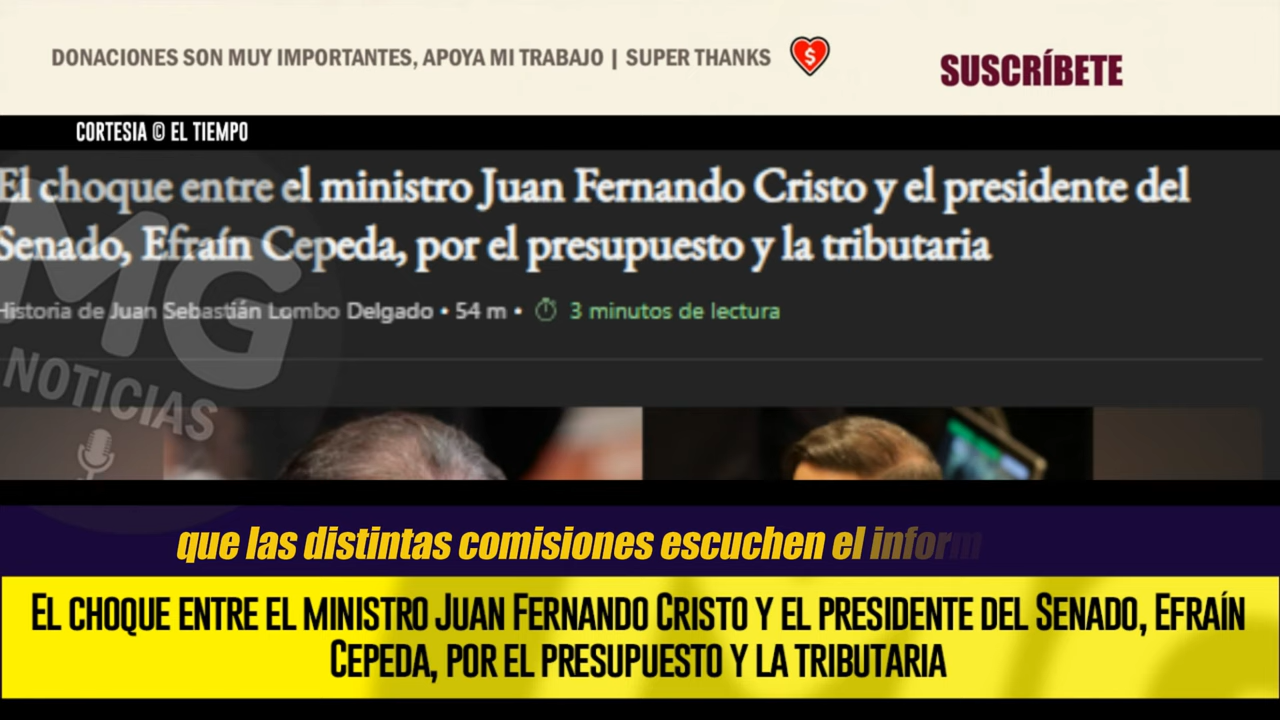 DONACIONES SON MUY IMPORTANTES, APOYA MI TRABAJO | SUPER THANKS
$
SUSCRÍBETE
CORTESIA © EL TIEMPO
El choque entre el ministro Juan Fernando Cristo y el presidente del
Senado, Efraín Cepeda, por el presupuesto y la tributaria
Historia de Juan Sebastián Lombo Delgado • 54 m • 3 minutos de lectura
MG
NOTICIAS
que las distintas comisiones escuchen el inform
EL CHOQUE ENTRE EL MINISTRO JUAN FERNANDO CRISTO Y EL PRESIDENTE DEL SENADO, EFRAÍN
CEPEDA, POR EL PRESUPUESTO Y LA TRIBUTARIA